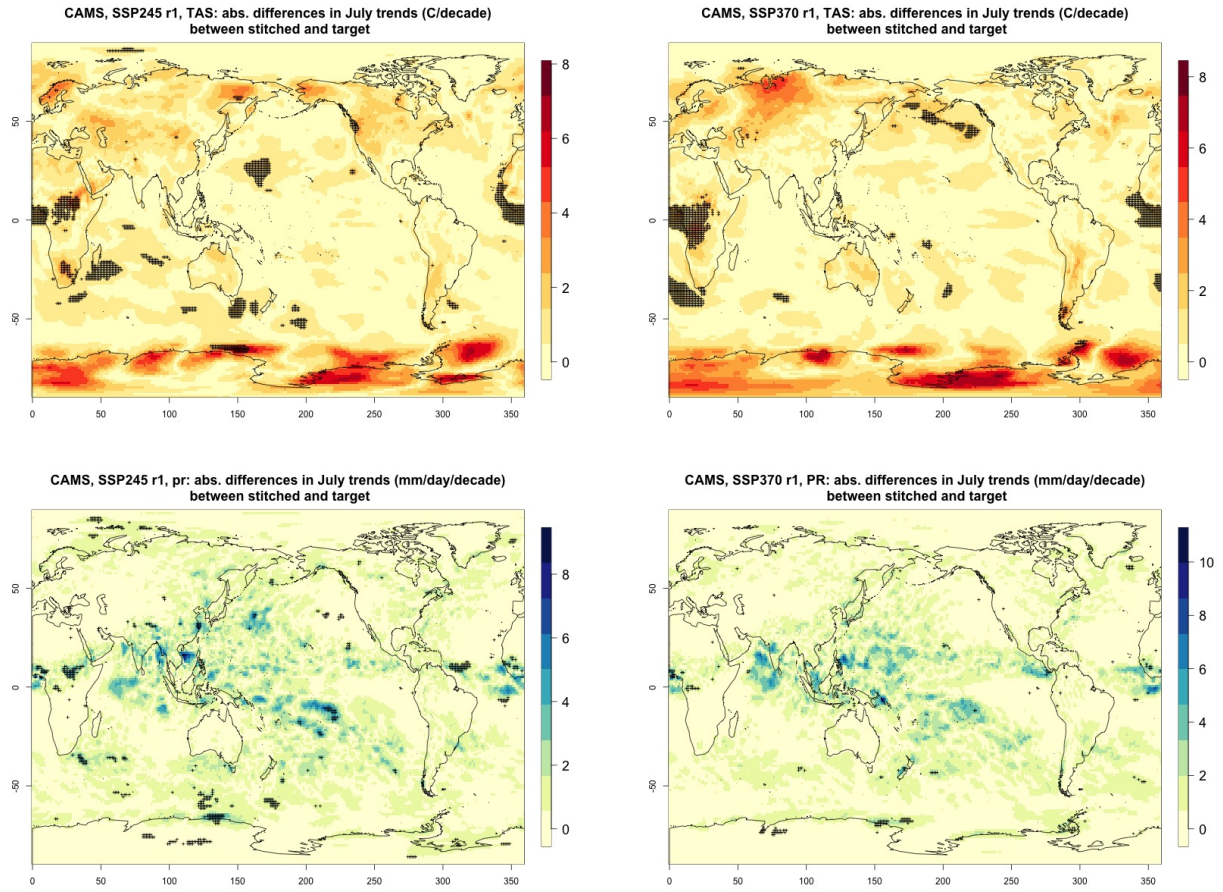 CAMS, SSP245 r1, TAS: abs. differences in July trends (C/decade)
between stitched and target
50
0
-50
0 50 100 150 200 250 300 350
8
6
4
2
0
CAMS, SSP370 r1, TAS: abs. differences in July trends (C/decade)
between stitched and target
50
0
-50
0 50 100 150 200 250 300 350
8
6
4
2
0
CAMS, SSP245 r1, pr: abs. differences in July trends (mm/day/decade)
between stitched and target
50
0
-50
0 50 100 150 200 250 300 350
8
6
4
2
0
CAMS, SSP370 r1, PR: abs. differences in July trends (mm/day/decade)
between stitched and target
50
0
-50
0 50 100 150 200 250 300 350
10
8
6
4
2
0